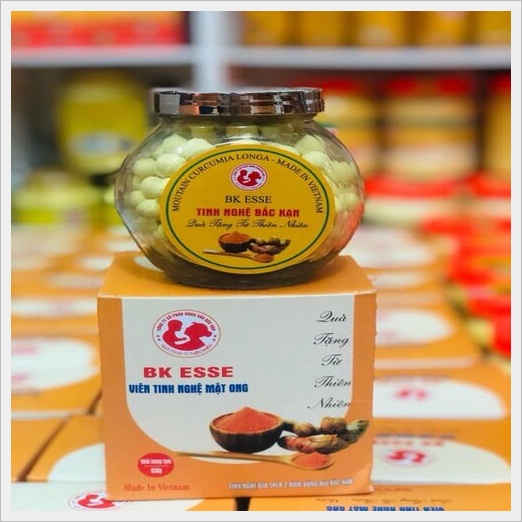 MOUTAIN CURCUMIA LONGA - MADE IN VIETNAM
BK ESSE
TINH NGHỆ BẮC KẠN
Quà Tặng Từ Thiên Nhiên
BK ESSE
VIÊN TINH NGHỆ MẬT ONG
Quà
Tặng
Từ
Thiên
Nhiên
Made In Vietnam